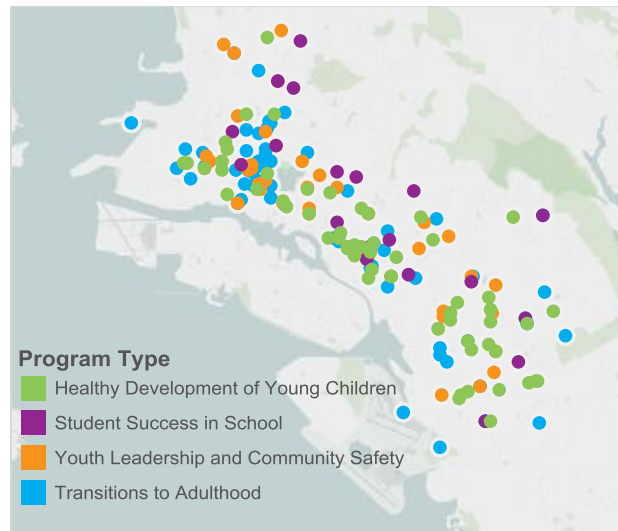 Program Type
Healthy Development of Young Children
Student Success in School
Youth Leadership and Community Safety
Transitions to Adulthood